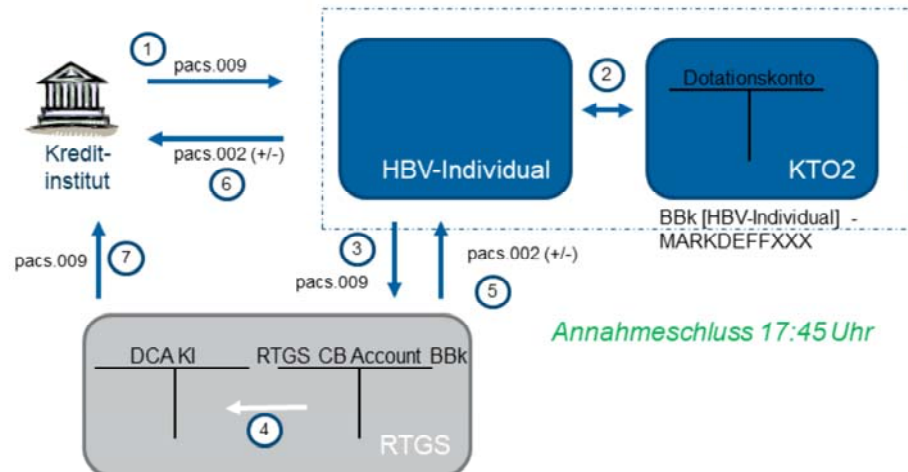 1
pacs.009
2
Dotationskonto
Kredit-
institut
pacs.002 (+/-)
6
HBV-Individual
KTO2
BBk [HBV-Individual] -
MARKDEFFXXX
pacs.009
7
3
pacs.009
pacs.002 (+/-)
5
Annahmeschluss 17:45 Uhr
DCA KI
RTGS CB Account BBk
4
RTGS